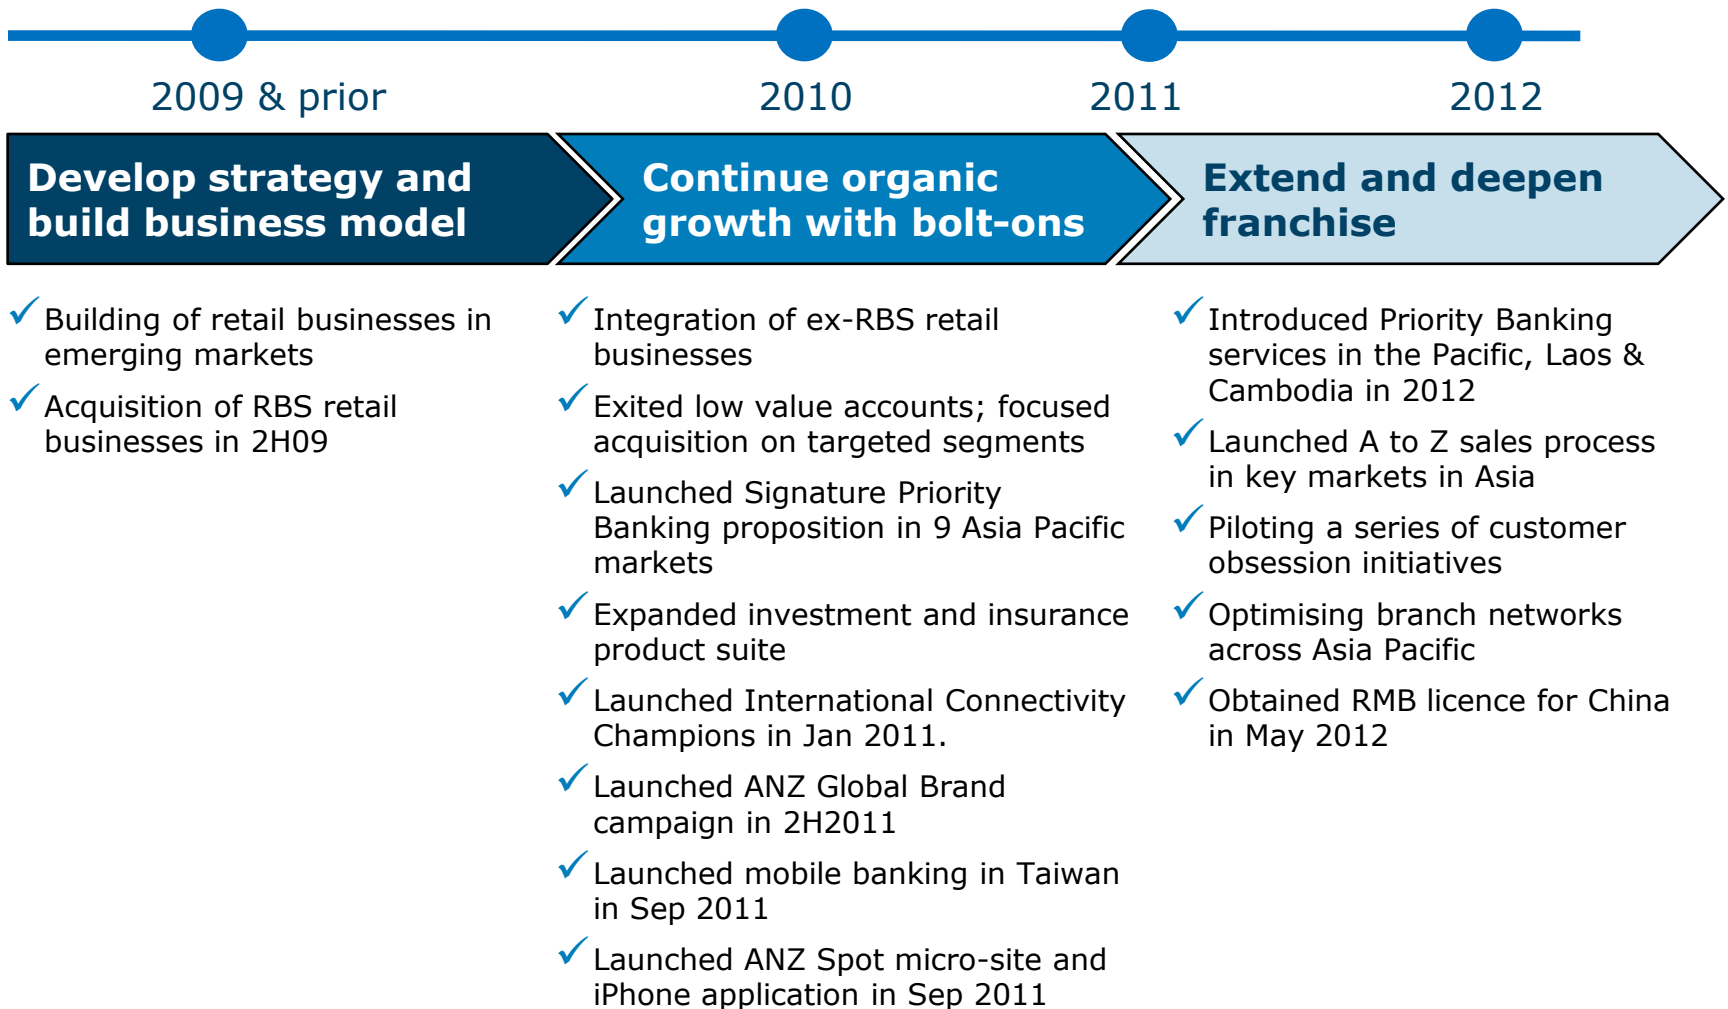 2009 & prior
2010
2011
2012
Develop strategy and
build business model
Continue organic
growth with bolt-ons
Extend and deepen
franchise
Building of retail businesses in
emerging markets
Acquisition of RBS retail
businesses in 2H09
Integration of ex-RBS retail
businesses
Exited low value accounts; focused
acquisition on targeted segments
Launched Signature Priority
Banking proposition in 9 Asia Pacific
markets
Expanded investment and insurance
product suite
Launched International Connectivity
Champions in Jan 2011.
Launched ANZ Global Brand
campaign in 2H2011
Launched mobile banking in Taiwan
in Sep 2011
Launched ANZ Spot micro-site and
iPhone application in Sep 2011
Introduced Priority Banking
services in the Pacific, Laos &
Cambodia in 2012
Launched A to Z sales process
in key markets in Asia
Piloting a series of customer
obsession initiatives
Optimising branch networks
across Asia Pacific
Obtained RMB licence for China
in May 2012